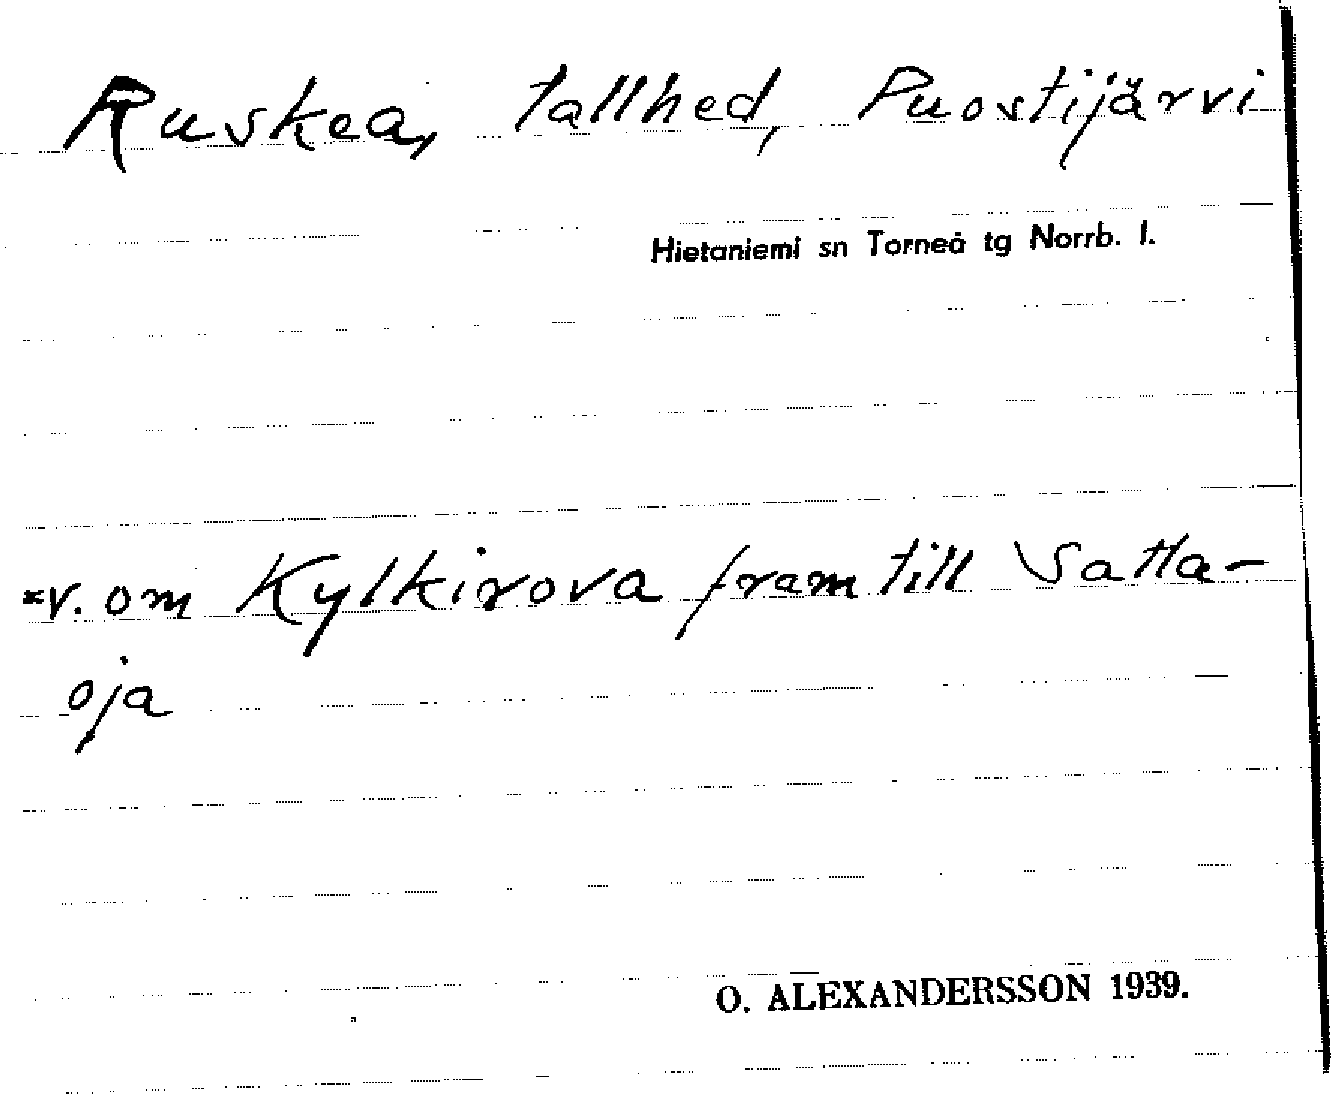 Ruskea, tallhed, Puostijärvi
Hietaniemi sn Torneå tg Norrb. l.
*v. om Kylkirova fram till Satta-
oja
O. ALEXANDERSSON 1939.